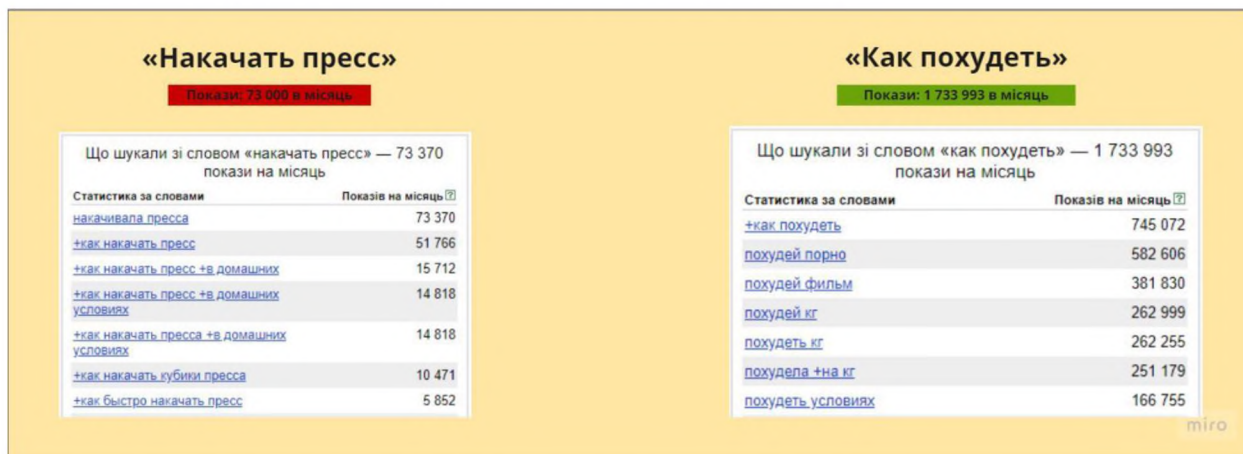 «Накачать пресс»
Покази: 73 000 в місяць
Що шукали зі словом «накачать пресс» — 73 370
покази на місяць
Статистика за словами Показів на місяць ?
накачивала пресса 73 370
+как накачать пресс 51 766
+как накачать пресс +в домашних 15 712
+как накачать пресс +в домашних 14 818
условиях
+как накачать пресса +в домашних 14 818
условиях
+как накачать кубики пресса 10 471
+как быстро накачать пресс 5 852
«Как похудеть»
Покази: 1 733 993 в місяць
Що шукали зі словом «как похудеть» — 1 733 993
покази на місяць
Статистика за словами Показів на місяць ?
+как похудеть 745 072
похудей порно 582 606
похудей фильм 381 830
похудей кг 262 999
похудеть кг 262 255
похудела +на кг 251 179
похудеть условиях 166 755
miro